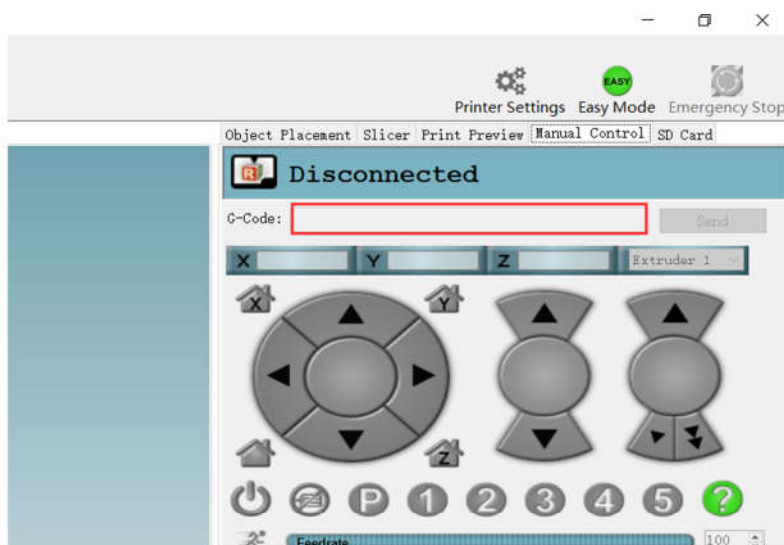 EASY
Printer Settings Easy Mode Emergency Stop
Object Placement Slicer Print Preview Manual Control SD Card
R Disconnected
G-Code: Send
X Y Z Extruder 1
X Y
Z
P 1 2 3 4 5 ?
Feedrate 100